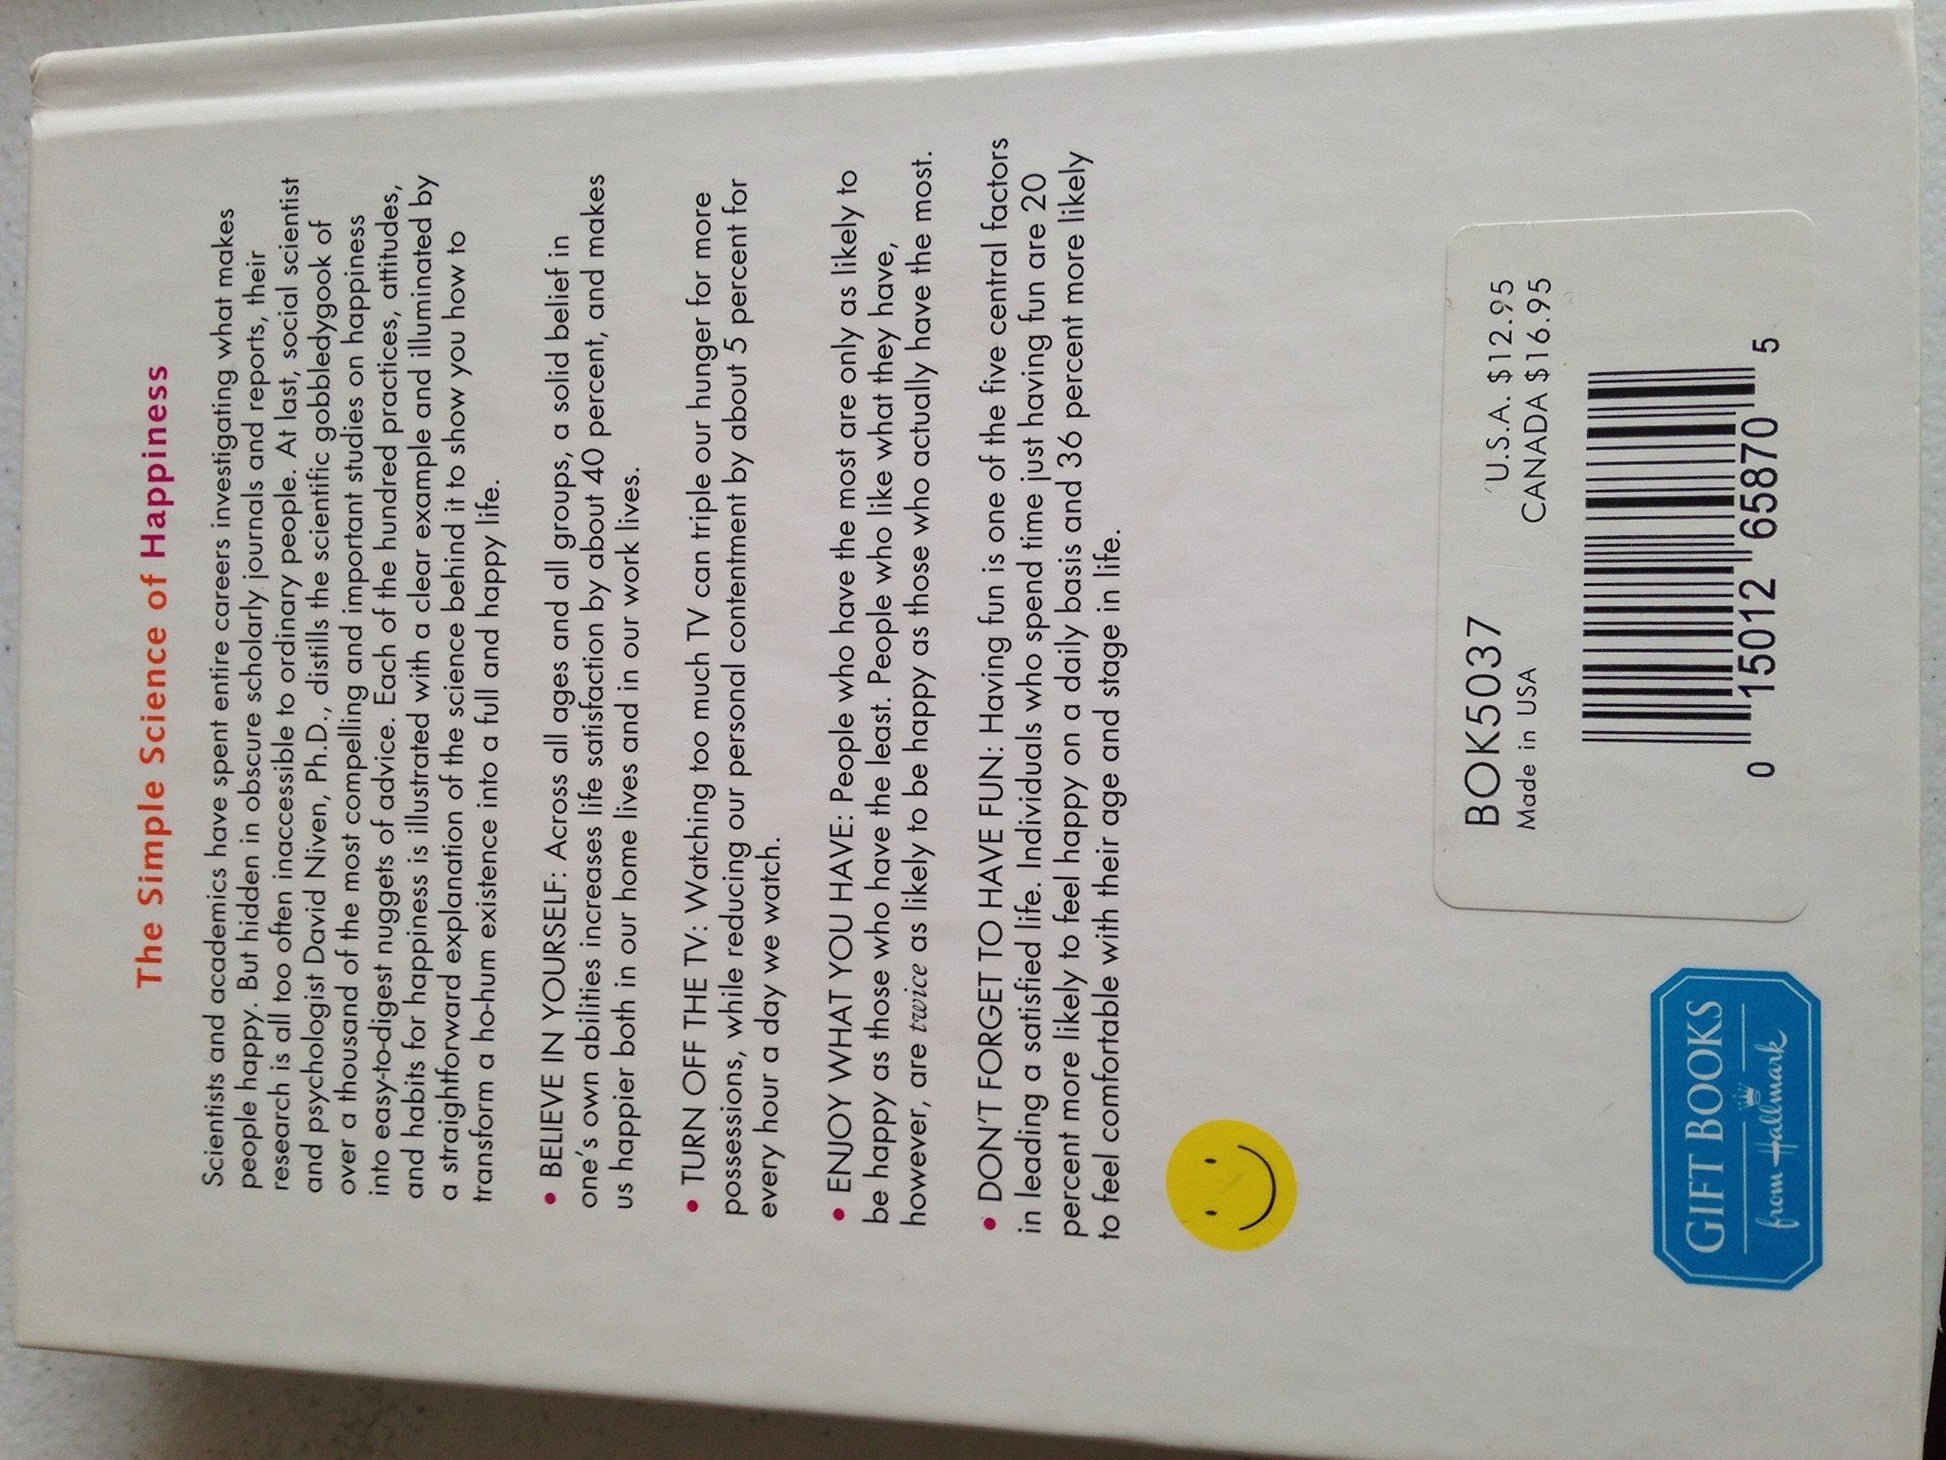 The Simple Science of Happiness
Scientists and academics have spent entire careers investigating what makes
people happy. But hidden in obscure scholarly journals and reports, their
research is all too often inaccessible to ordinary people. At last, social scientist
and psychologist David Niven, Ph.D., distills the scientific gobbledygook of
over a thousand of the most compelling and important studies on happiness
into easy-to-digest nuggets of advice. Each of the hundred practices, attitudes,
and habits for happiness is illustrated with a clear example and illuminated by
a straightforward explanation of the science behind it to show you how to
transform a ho-hum existence into a full and happy life.
• BELIEVE IN YOURSELF: Across all ages and all groups, a solid belief in
one's own abilities increases life satisfaction by about 40 percent, and makes
us happier both in our home lives and in our work lives.
• TURN OFF THE TV: Watching too much TV can triple our hunger for more
possessions, while reducing our personal contentment by about 5 percent for
every hour a day we watch.
• ENJOY WHAT YOU HAVE: People who have the most are only as likely to
be happy as those who have the least. People who like what they have,
however, are twice as likely to be happy as those who actually have the most.
• DON'T FORGET TO HAVE FUN: Having fun is one of the five central factors
in leading a satisfied life. Individuals who spend time just having fun are 20
percent more likely to feel happy on a daily basis and 36 percent more likely
to feel comfortable with their age and stage in life.
GIFT BOOKS
from Hallmark
BOK5037 U.S.A. $12.95
Made in USA CANADA $16.95
0 15012 65870 5